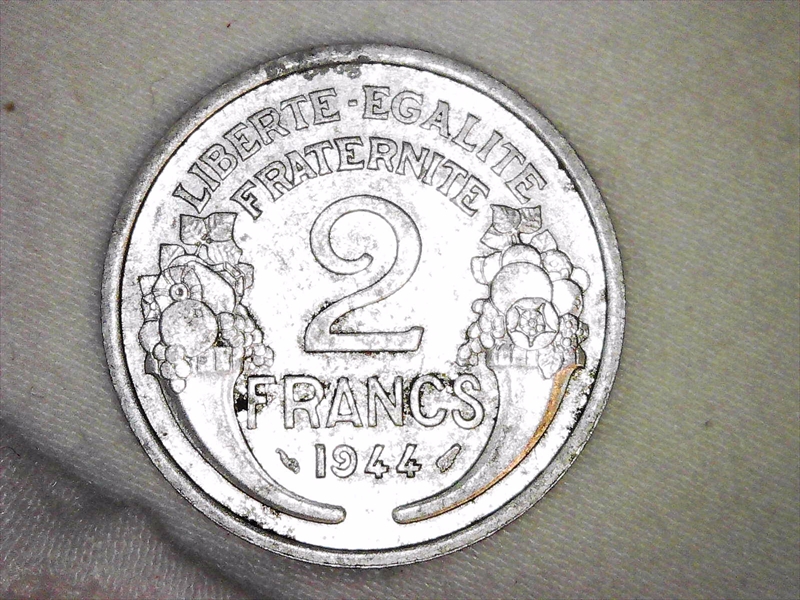 LIBERTE-EGALITE
FRATERNITE
2
FRANCS
1944